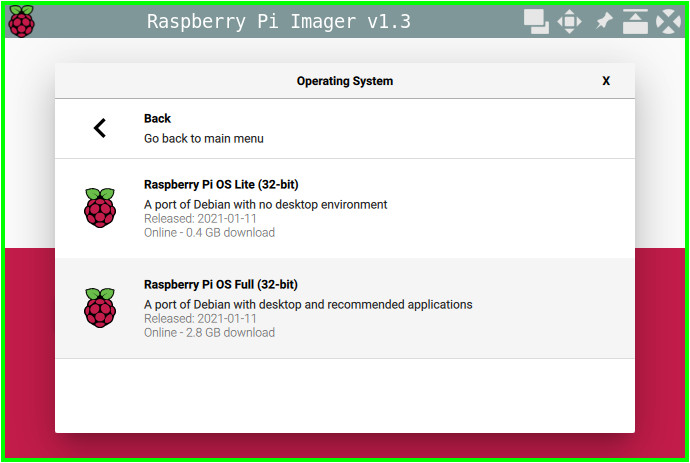 Raspberry Pi Imager v1.3
Operating System X
Back
Go back to main menu
Raspberry Pi OS Lite (32-bit)
A port of Debian with no desktop environment
Released: 2021-01-11
Online - 0.4 GB download
Raspberry Pi OS Full (32-bit)
A port of Debian with desktop and recommended applications
Released: 2021-01-11
Online - 2.8 GB download